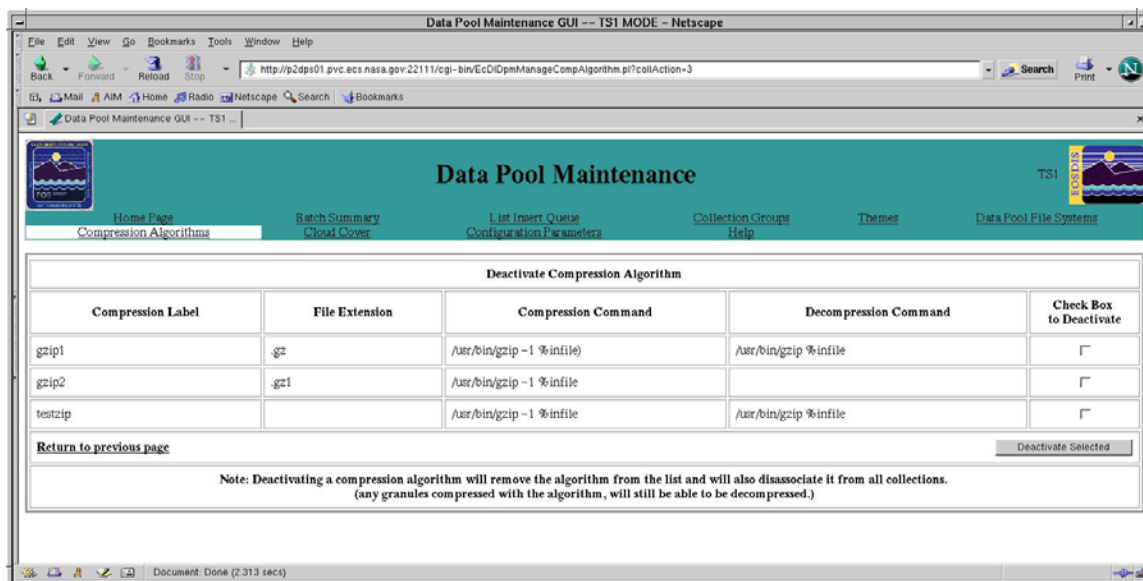 Data Pool Maintenance GUI -- TS1 MODE - Netscape
File Edit View Go Bookmarks Tools Window Help
Back Forward Reload Stop http://p2dps01.pvc.ecs.nasa.gov:22111/cgi-bin/EcDlDpmManageCompAlgorithm.pl?collAction=3 Search Print N
Mail AIM Home Radio Netscape Search Bookmarks
Data Pool Maintenance GUI -- TS1 ...
Data Pool Maintenance
TS1
EOSDIS
Home Page Batch Summary List Insert Queue Collection Groups Themes Data Pool File Systems
Compression Algorithms Cloud Cover Configuration Parameters Help
Deactivate Compression Algorithm
Compression Label File Extension Compression Command Decompression Command Check Box
to Deactivate
gzip1 .gz /usr/bin/gzip -1 %infile) /usr/bin/gzip %infile
gzip2 .gz1 /usr/bin/gzip -1 %infile
testzip /usr/bin/gzip -1 %infile /usr/bin/gzip %infile
Return to previous page Deactivate Selected
Note: Deactivating a compression algorithm will remove the algorithm from the list and will also disassociate it from all collections.
(any granules compressed with the algorithm, will still be able to be decompressed.)
Document: Done (2.313 secs)